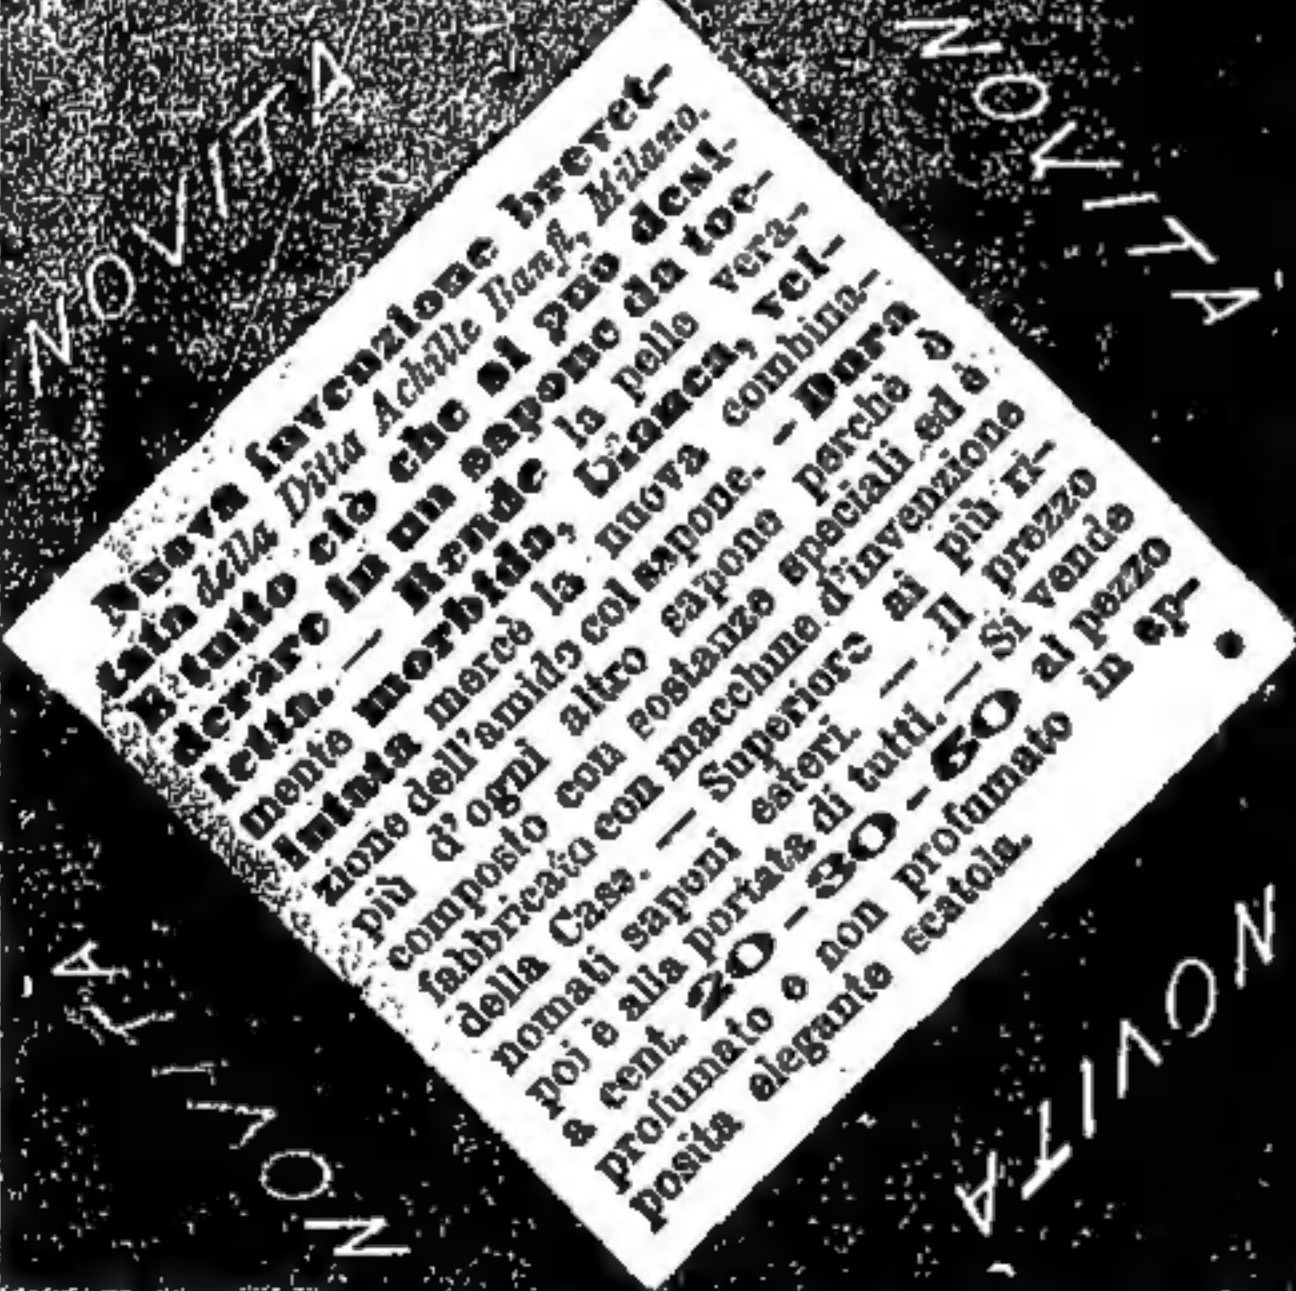 NOVITÀ
NOVITÀ
Nuova invenzione brevet-
tata della Ditta Achille Banfi, Milano.
È tutto ciò che si può desi-
derare in un sapone da toe-
letta. — Rende la pelle vera-
mente morbida, bianca, vel-
lutata mercè la nuova combina-
zione dell'amido col sapone. — Dura
più d'ogni altro sapone perchè è
composto con sostanze speciali ed è
fabbricato con macchine d'invenzione
della Casa. — Superiore ai più ri-
nomati saponi esteri. — Il prezzo
poi è alla portata di tutti. — Si vende
a cent. 20-30-50 al pezzo
profumato e non profumato in ap-
posita elegante scatola.
NOVITÀ
NOVITÀ